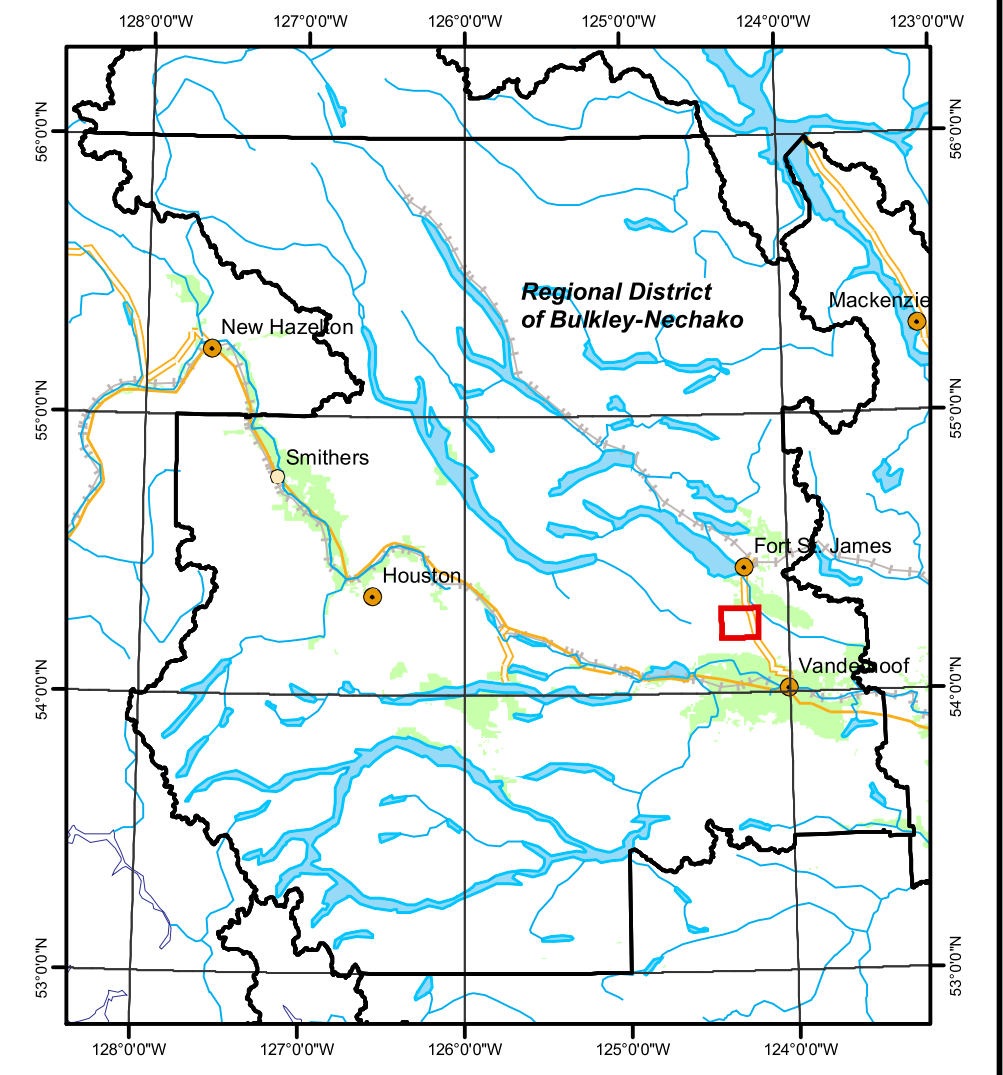 128°0'0"W 127°0'0"W 126°0'0"W 125°0'0"W 124°0'0"W 123°0'0"W
56°0'0"N
56°0'0"N
Regional District
of Bulkley-Nechako
Mackenzie
New Hazelton
55°0'0"N
55°0'0"N
Smithers
Fort St. James
Houston
Vanderhoof
54°0'0"N
54°0'0"N
53°0'0"N
53°0'0"N
128°0'0"W 127°0'0"W 126°0'0"W 125°0'0"W 124°0'0"W